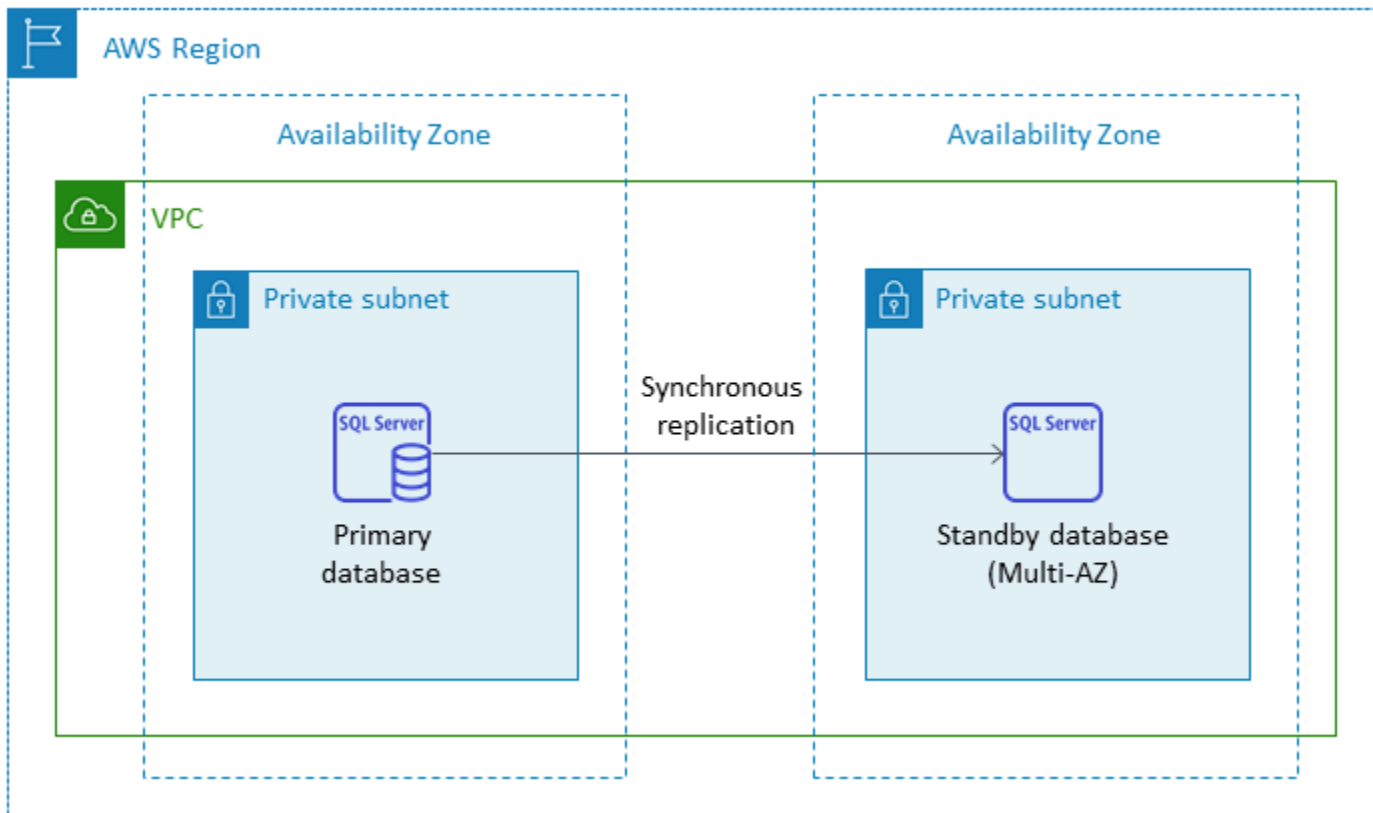 AWS Region
Availability Zone
Availability Zone
VPC
Private subnet
Private subnet
Synchronous
replication
SQL Server
SQL Server
Primary
database
Standby database
(Multi-AZ)